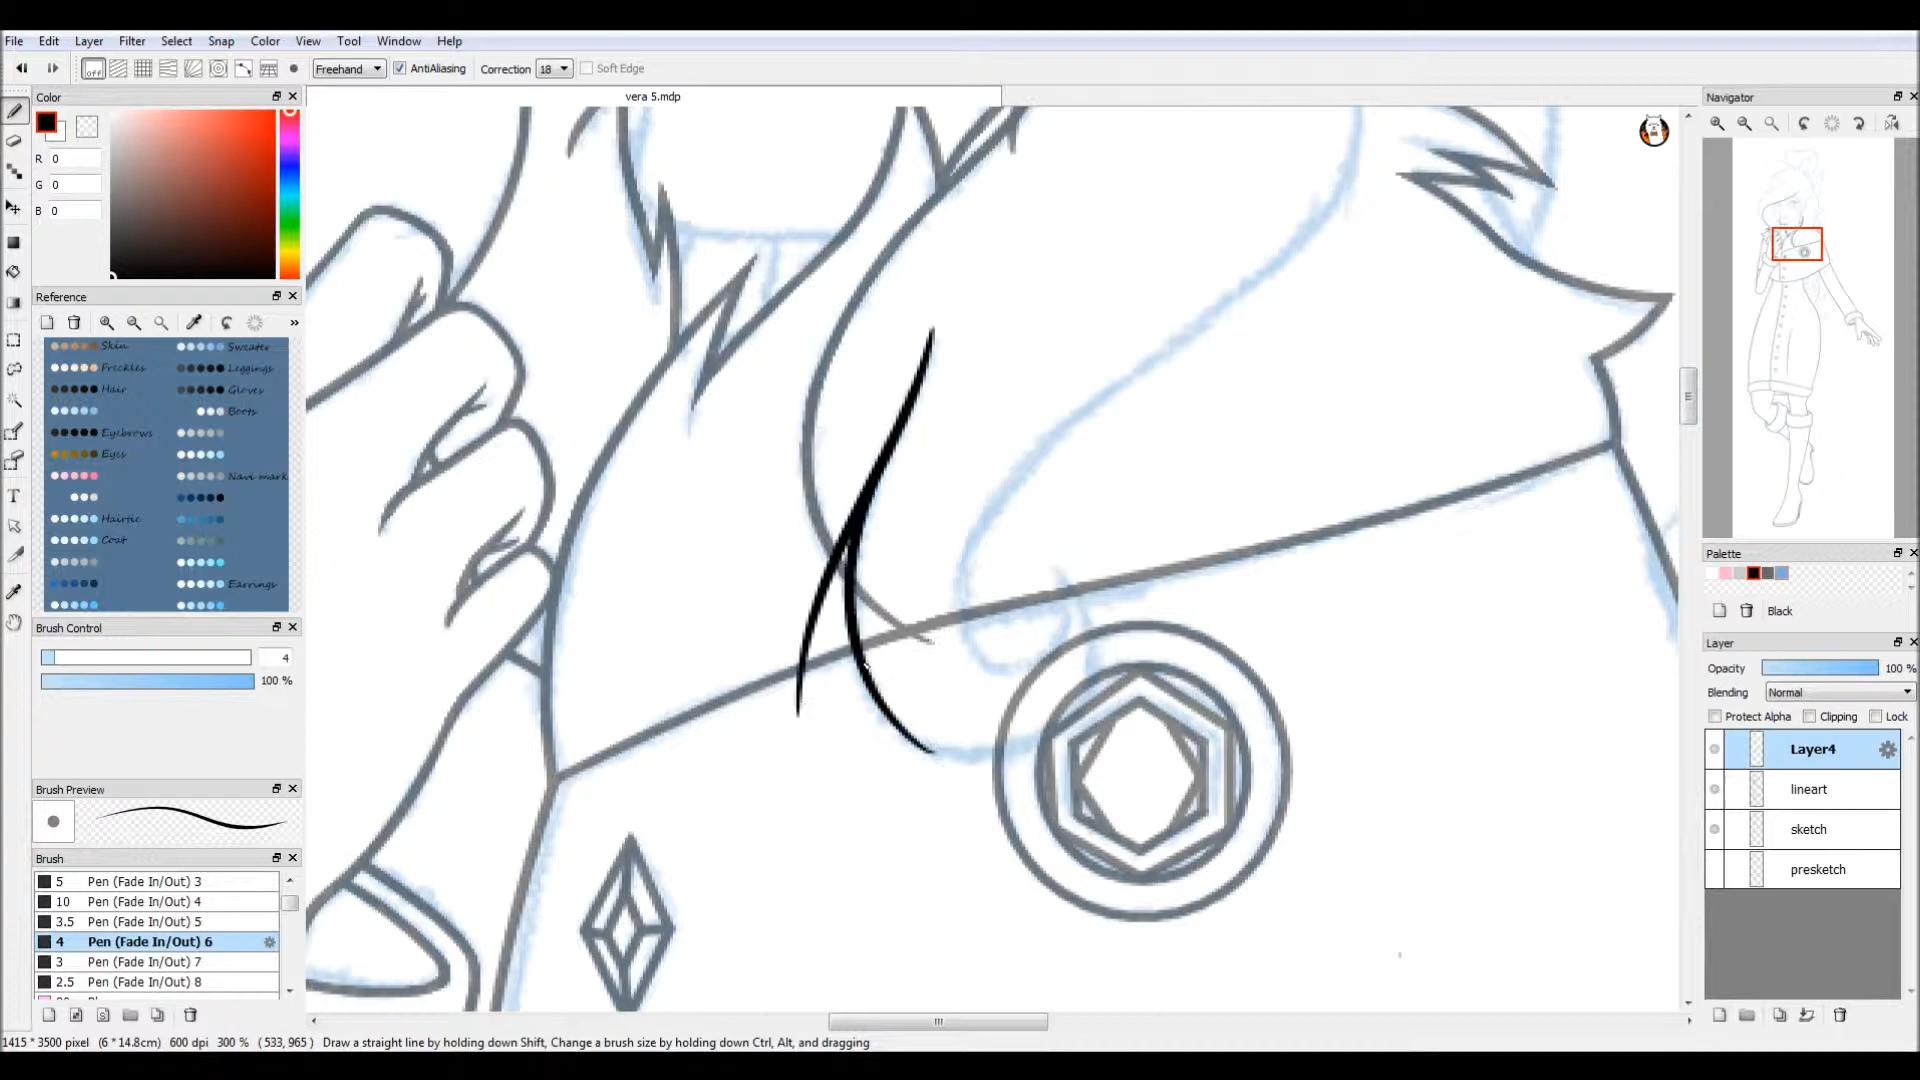 File Edit Layer Filter Select Snap Color View Tool Window Help
off Freehand AntiAliasing Correction 18 Soft Edge
Color
vera 5.mdp
Navigator
R 0
G 0
B 0
Reference
»
Skin Sweater
Freckles Leggings
Hair Gloves
Boots
Eyebrows
Eyes
Navi mark
Hairtie
Coat
Earrings
Brush Control
4
100 %
Brush Preview
Brush
5 Pen (Fade In/Out) 3
10 Pen (Fade In/Out) 4
3.5 Pen (Fade In/Out) 5
4 Pen (Fade In/Out) 6
3 Pen (Fade In/Out) 7
2.5 Pen (Fade In/Out) 8
Palette
Black
Layer
Opacity 100 %
Blending Normal
Protect Alpha Clipping Lock
Layer4
lineart
sketch
presketch
1415 * 3500 pixel (6 * 14.8cm) 600 dpi 300 % ( 533, 965 ) Draw a straight line by holding down Shift, Change a brush size by holding down Ctrl, Alt, and dragging